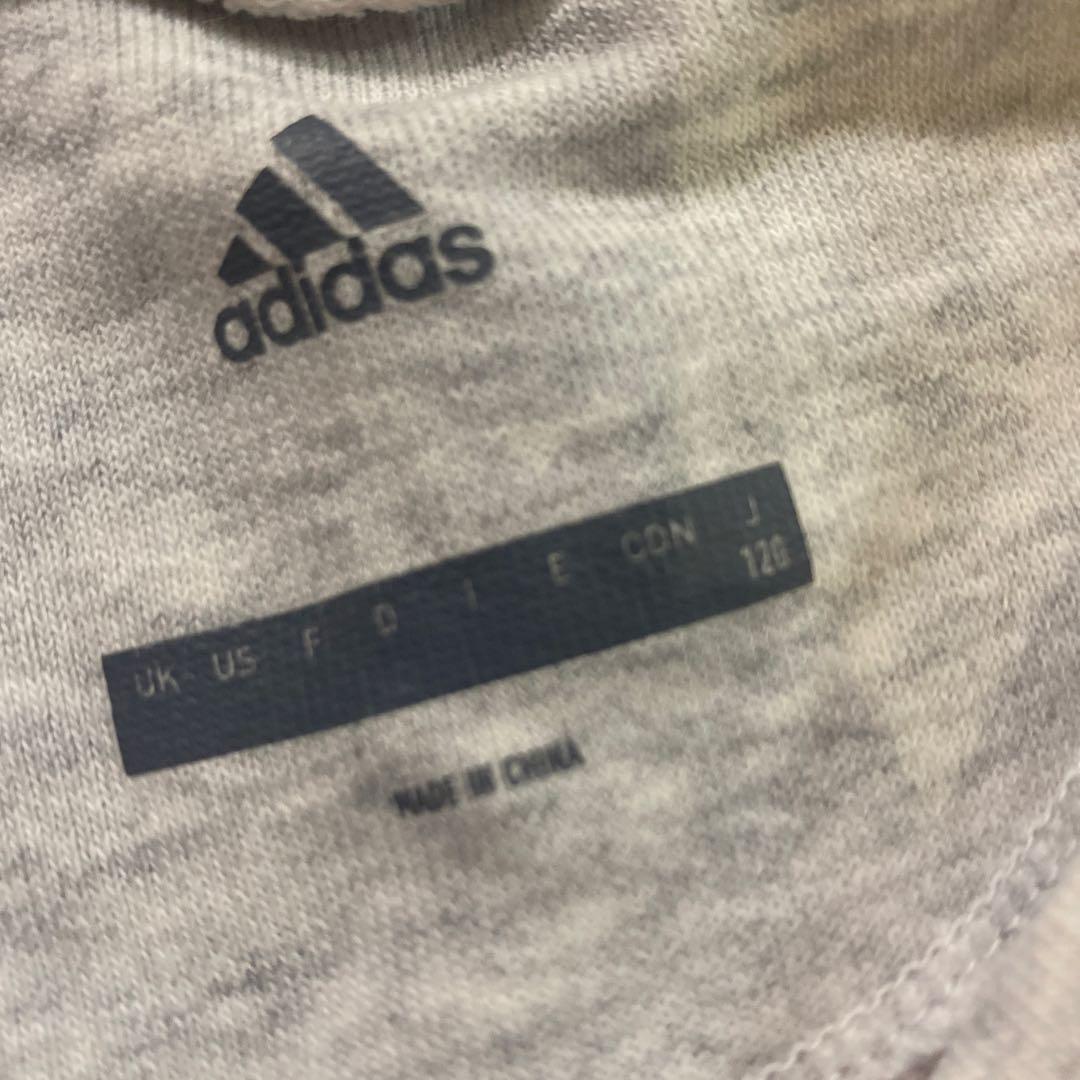 adidas
UK US F D I E CDN J
120
MADE IN CHINA